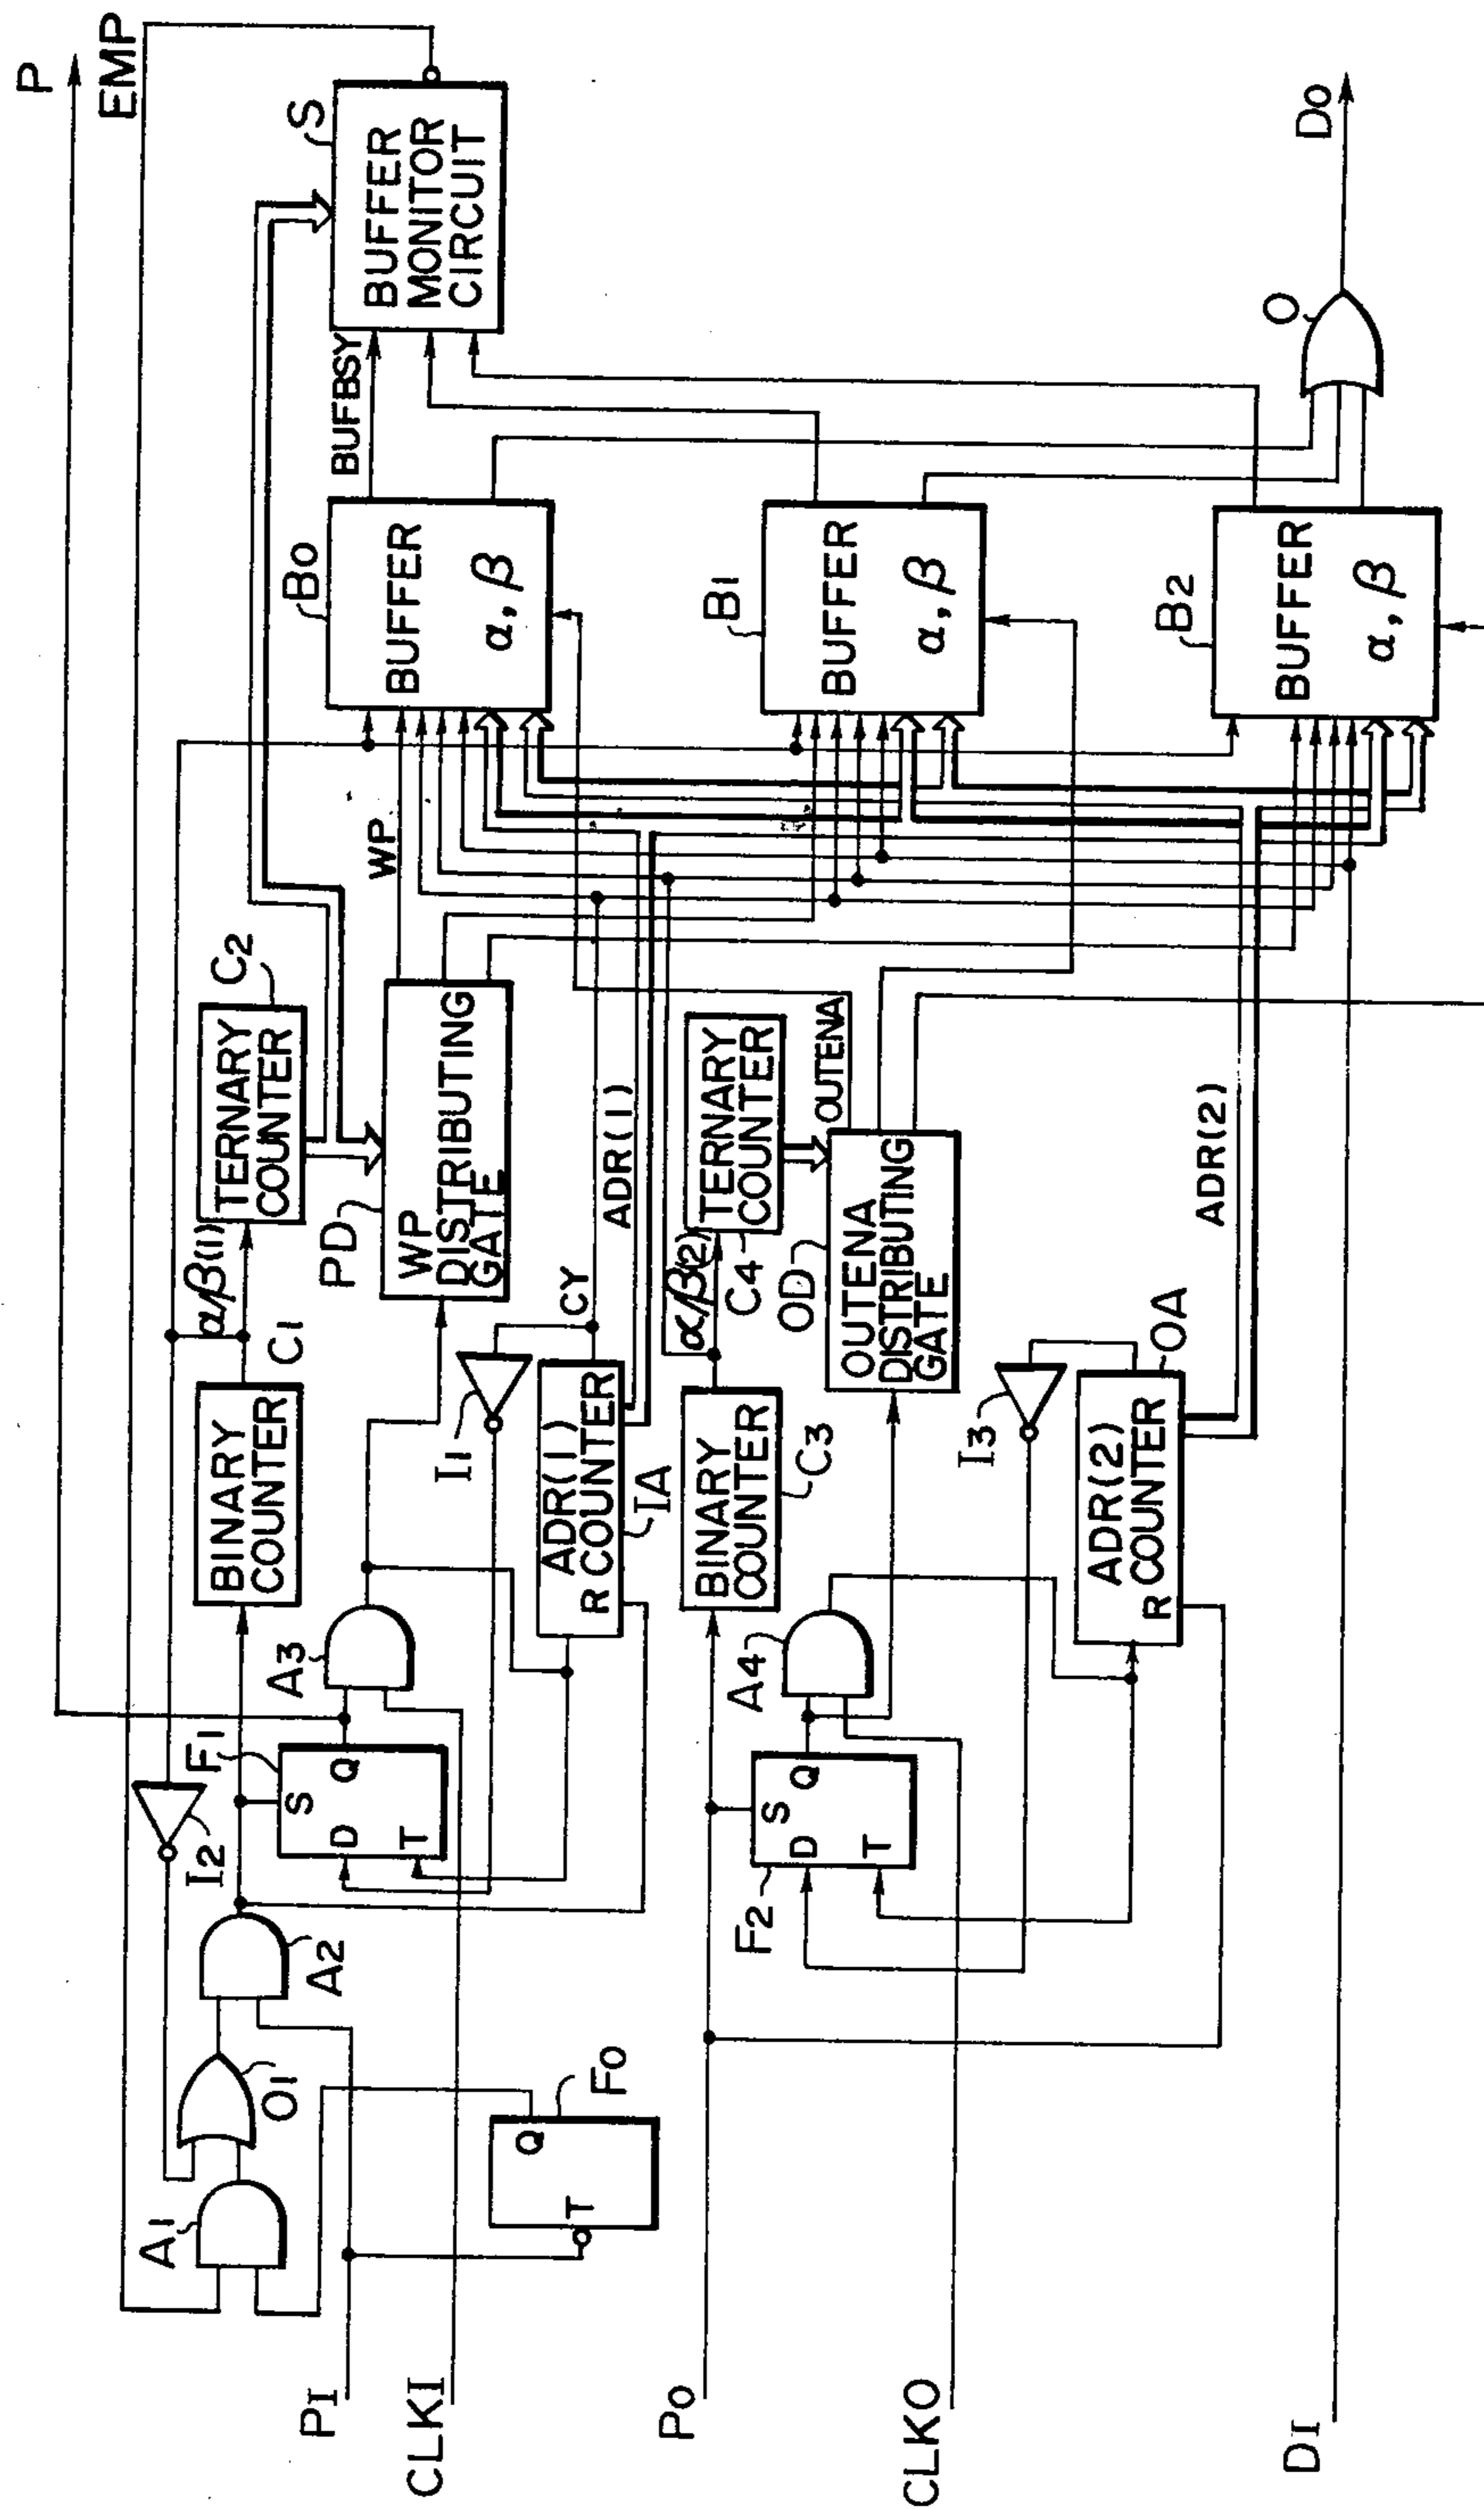 P
EMP
S
BUFFER
MONITOR
CIRCUIT
BUFBSY
B0
BUFFER
α, β
B1
BUFFER
α, β
B2
BUFFER
α, β
O
DO
WP
C2
TERNARY
COUNTER
PD
WP
DISTRIBUTING
GATE
α/β(1)
C1
BINARY
COUNTER
CY
ADR(1)
I1
ADR(1)
R COUNTER
IA
TERNARY
COUNTER
C4
α/β(2)
OUTENA
OD
OUTENA
DISTRIBUTING
GATE
BINARY
COUNTER
C3
ADR(2)
OA
I3
ADR(2)
COUNTER
R
A3
F1
S
Q
D
T
I2
A2
O1
A1
F0
Q
T
A4
F2
S
Q
D
T
PI
CLKI
PO
CLKO
DI